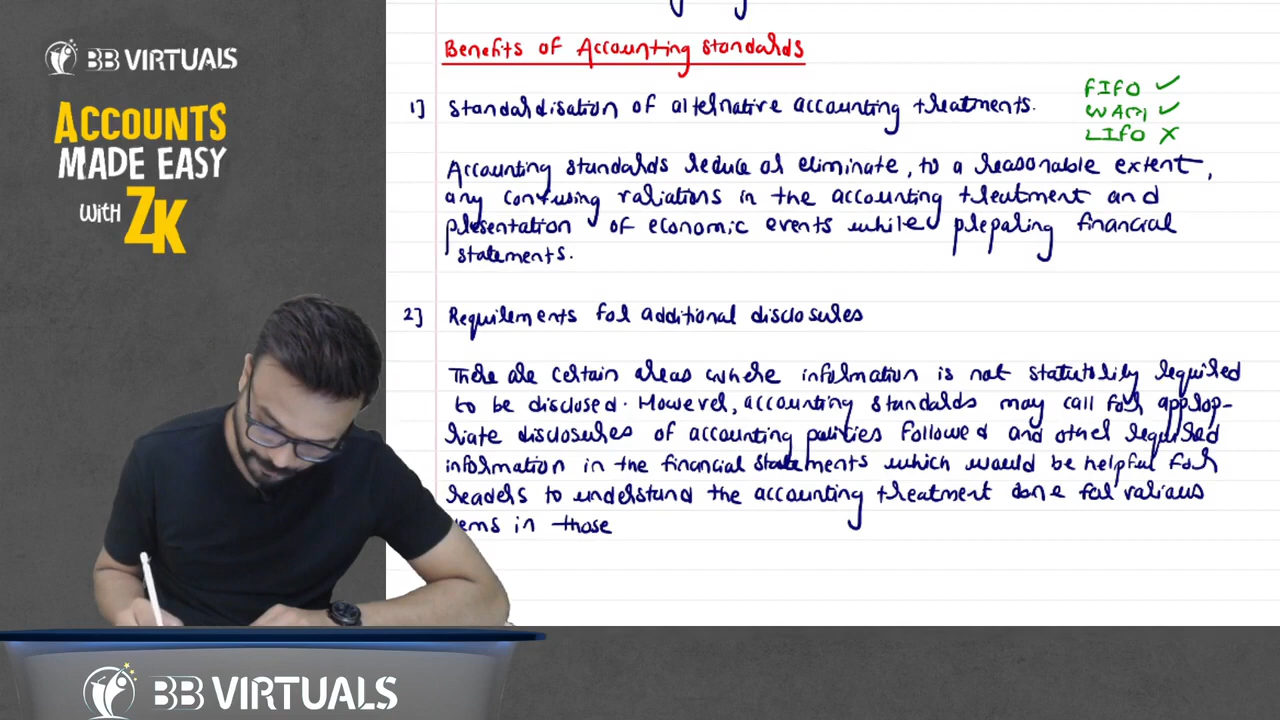 BB VIRTUALS
ACCOUNTS
MADE EASY
WITH ZK
Benefits of Accounting standards
1] Standardisation of alternative accounting treatments.
FIFO ✓
WAM ✓
LIFO ✗
Accounting standards reduce or eliminate, to a reasonable extent,
any confusing variations in the accounting treatment and
presentation of economic events while preparing financial
statements.
2] Requirements for additional disclosures
There are certain areas where information is not statutorily required
to be disclosed. However, accounting standards may call for approp-
riate disclosures of accounting policies followed and other required
information in the financial statements which would be helpful for
readers to understand the accounting treatment done for various
ems in those
BB VIRTUALS